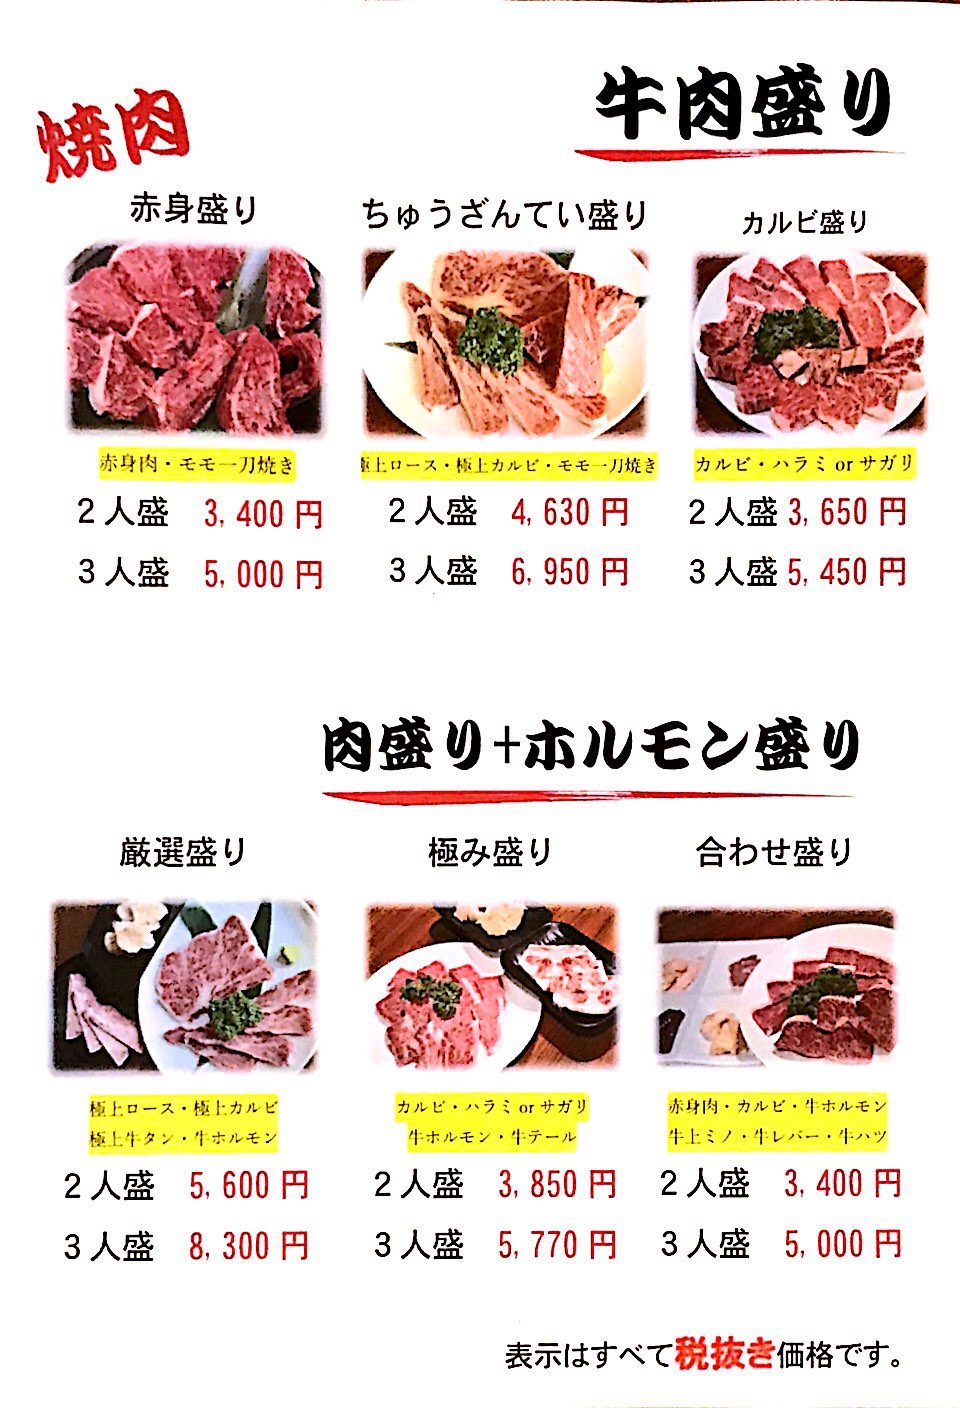 焼肉
牛肉盛り
赤身盛り
ちゅうざんてい盛り
カルビ盛り
赤身肉・モモ一刀焼き
極上ロース・極上カルビ・モモ一刀焼き
カルビ・ハラミ or サガリ
2人盛 3,400円
2人盛 4,630円
2人盛 3,650円
3人盛 5,000円
3人盛 6,950円
3人盛 5,450円
肉盛り+ホルモン盛り
厳選盛り
極み盛り
合わせ盛り
極上ロース・極上カルビ
極上牛タン・牛ホルモン
カルビ・ハラミ or サガリ
牛ホルモン・牛テール
赤身肉・カルビ・牛ホルモン
牛上ミノ・牛レバー・牛ハツ
2人盛 5,600円
2人盛 3,850円
2人盛 3,400円
3人盛 8,300円
3人盛 5,770円
3人盛 5,000円
表示はすべて税抜き価格です。